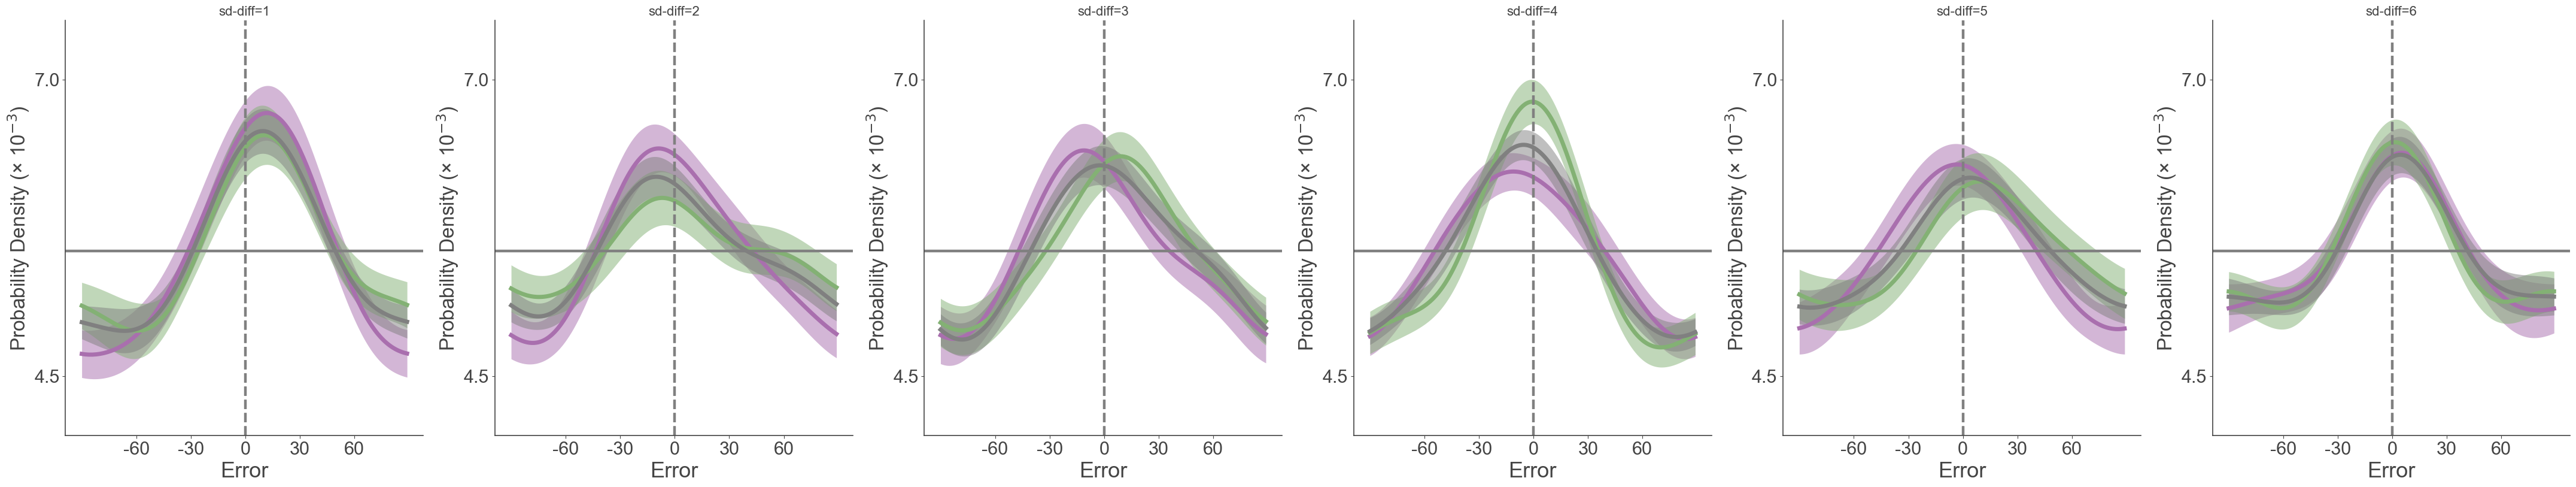 sd-diff=1
Probability Density (× 10⁻³)
7.0
4.5
-60 -30 0 30 60
Error
sd-diff=2
Probability Density (× 10⁻³)
7.0
4.5
-60 -30 0 30 60
Error
sd-diff=3
Probability Density (× 10⁻³)
7.0
4.5
-60 -30 0 30 60
Error
sd-diff=4
Probability Density (× 10⁻³)
7.0
4.5
-60 -30 0 30 60
Error
sd-diff=5
Probability Density (× 10⁻³)
7.0
4.5
-60 -30 0 30 60
Error
sd-diff=6
Probability Density (× 10⁻³)
7.0
4.5
-60 -30 0 30 60
Error